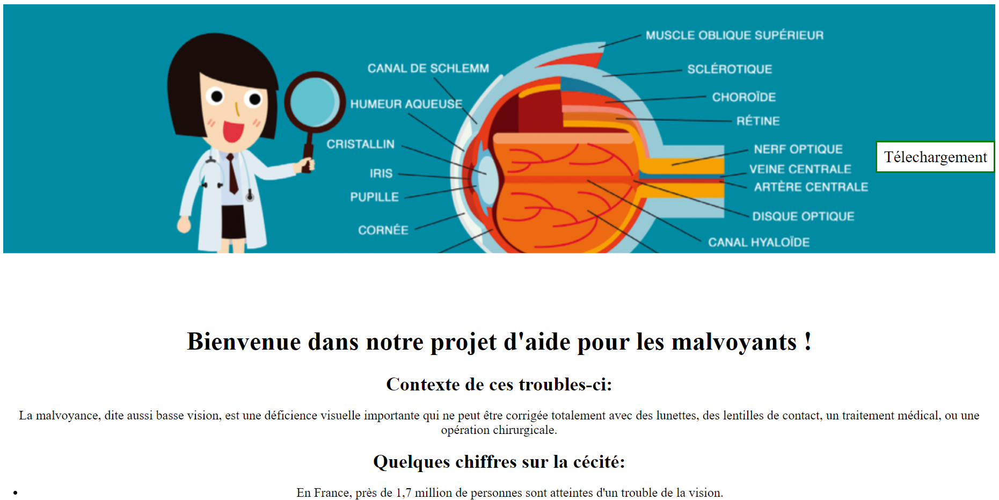 MUSCLE OBLIQUE SUPÉRIEUR
CANAL DE SCHLEMM
SCLÉROTIQUE
HUMEUR AQUEUSE
CHOROÏDE
RÉTINE
CRISTALLIN
NERF OPTIQUE
Télechargement
IRIS
VEINE CENTRALE
ARTÈRE CENTRALE
PUPILLE
DISQUE OPTIQUE
CORNÉE
CANAL HYALOÏDE
Bienvenue dans notre projet d'aide pour les malvoyants !
Contexte de ces troubles-ci:
La malvoyance, dite aussi basse vision, est une déficience visuelle importante qui ne peut être corrigée totalement avec des lunettes, des lentilles de contact, un traitement médical, ou une
opération chirurgicale.
Quelques chiffres sur la cécité:
• En France, près de 1,7 million de personnes sont atteintes d'un trouble de la vision.